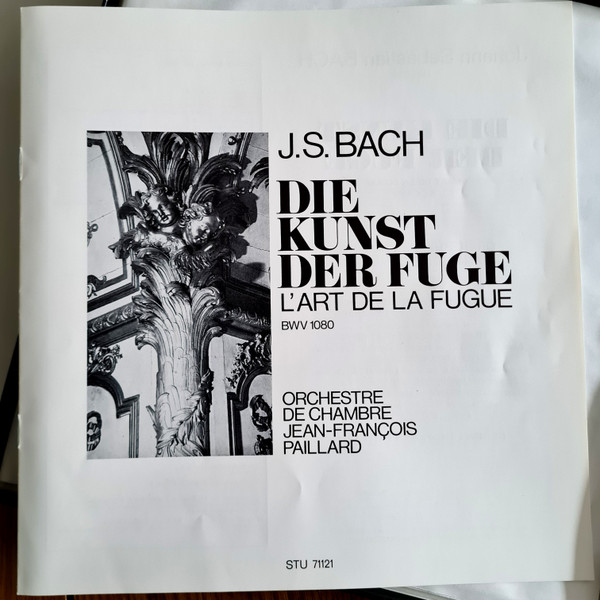 J.S. BACH
DIE
KUNST
DER FUGE
L'ART DE LA FUGUE
BWV 1080
ORCHESTRE
DE CHAMBRE
JEAN-FRANÇOIS
PAILLARD
STU 71121